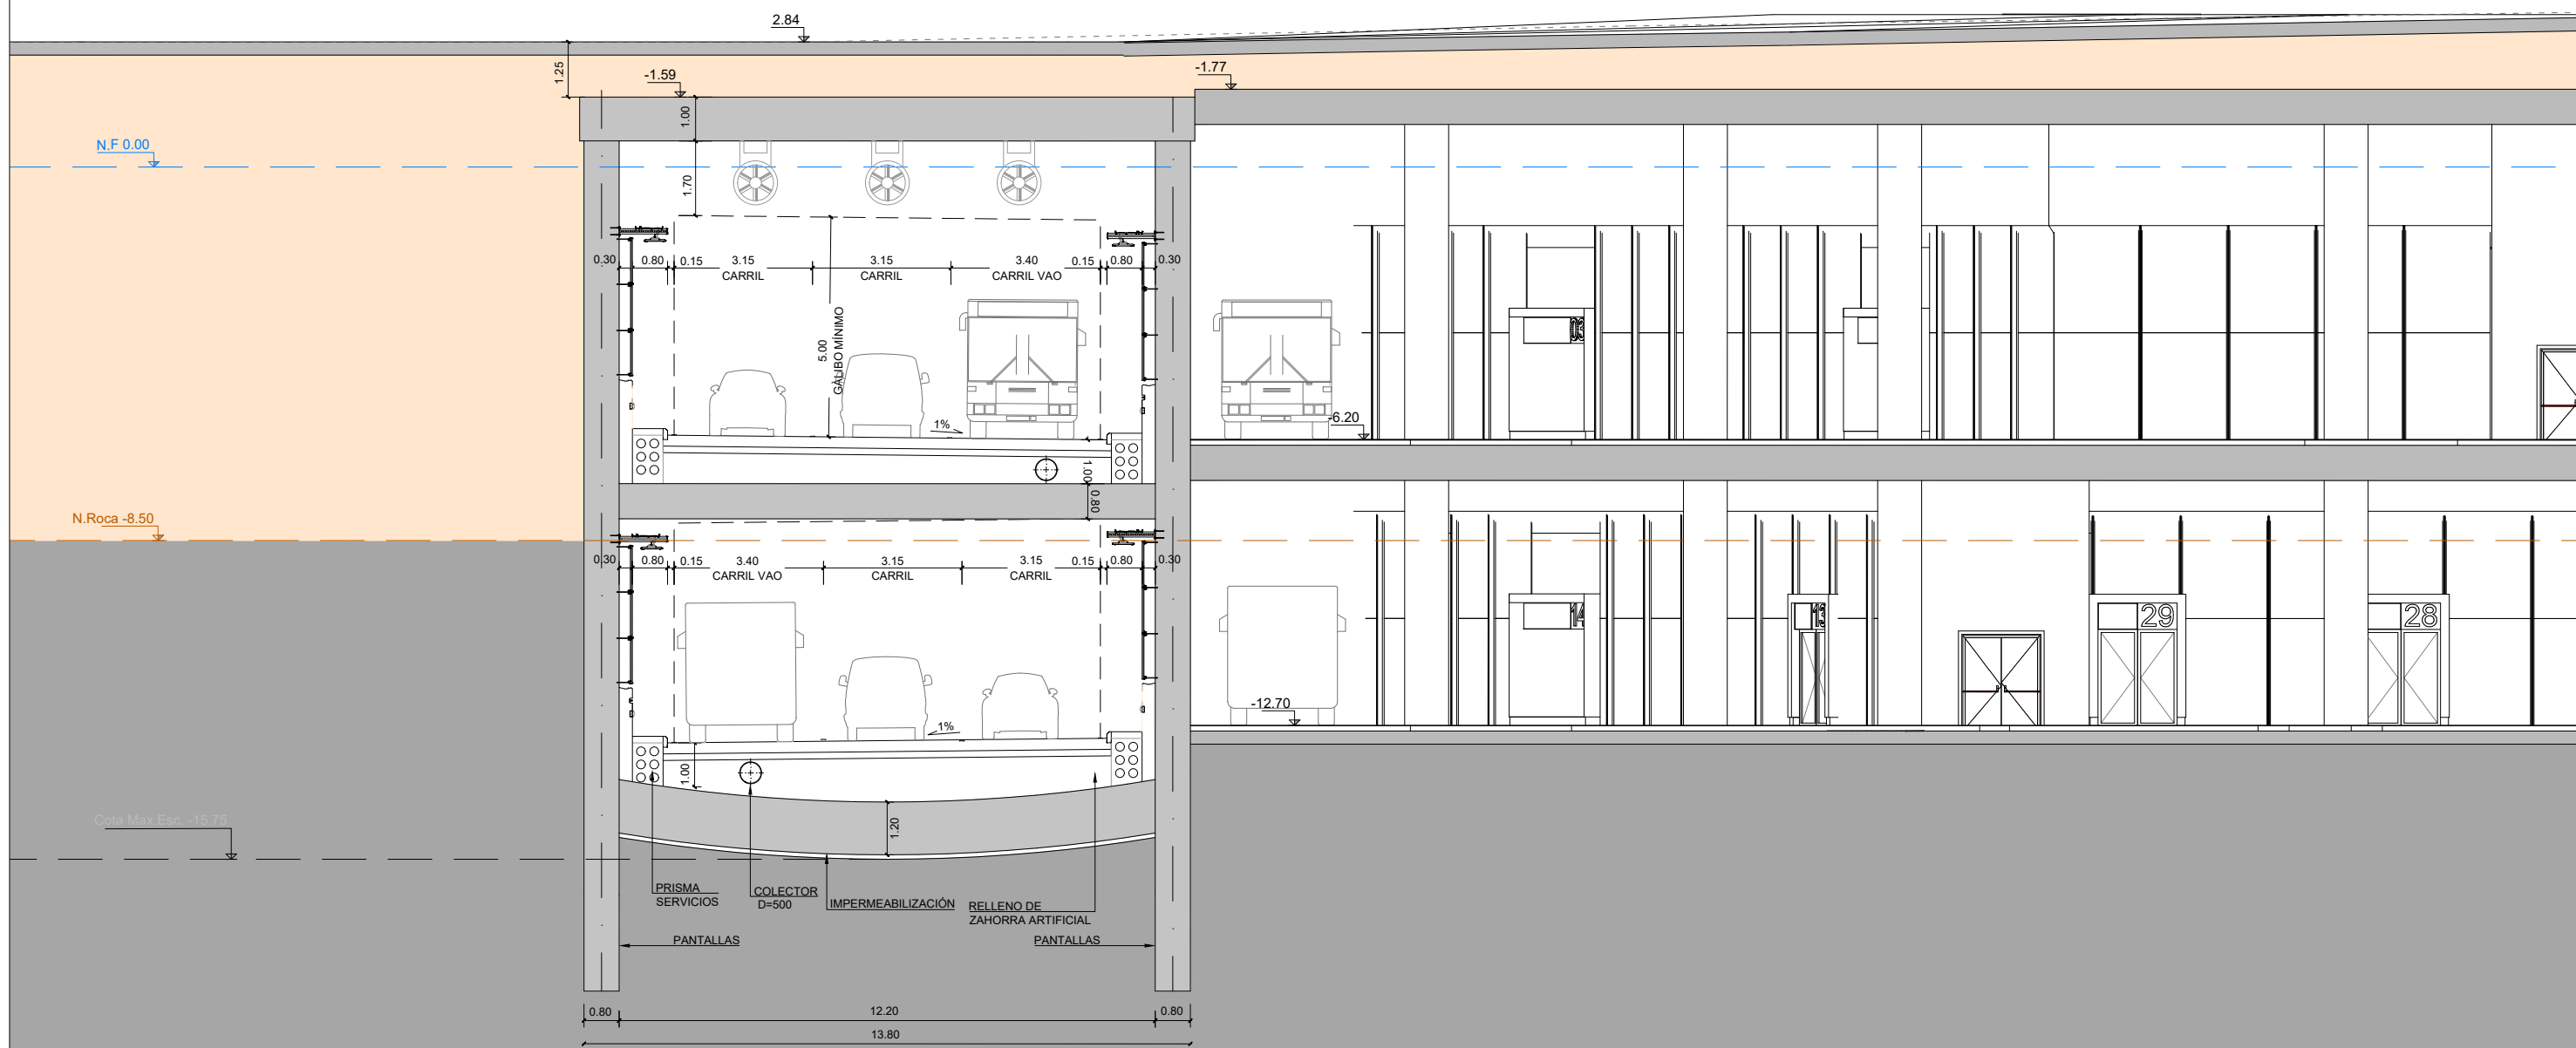 2.84
1.25
-1.59
-1.77
1.00
N.F 0.00
1.70
0.30 0.80 0.15 3.15 3.15 3.40 0.15 0.80 0.30
CARRIL CARRIL CARRIL VAO
5.00
GÁLIBO MÍNIMO
03
-6.20
1%
1.00
0.80
N.Roca -8.50
0.30 0.80 0.15 3.40 3.15 3.15 0.15 0.80 0.30
CARRIL VAO CARRIL CARRIL
14 13 29 28
-12.70
1%
1.00
Cota Max.Esc. -15.75
1.20
PRISMA
SERVICIOS
COLECTOR
D=500
IMPERMEABILIZACIÓN
RELLENO DE
ZAHORRA ARTIFICIAL
PANTALLAS PANTALLAS
0.80 12.20 0.80
13.80